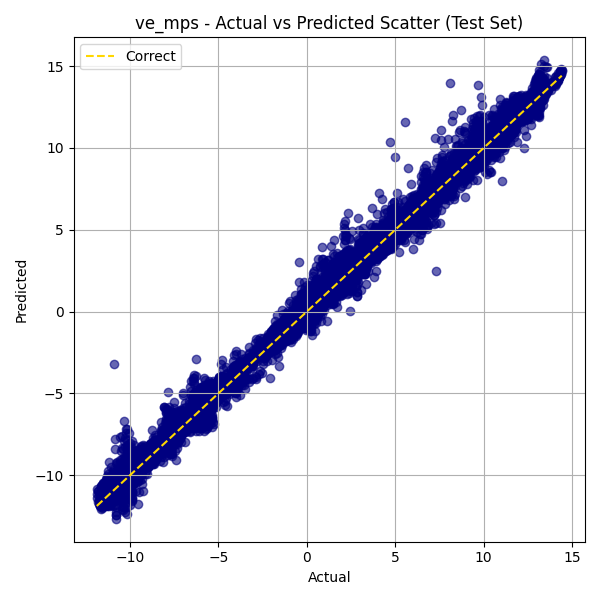 ve_mps - Actual vs Predicted Scatter (Test Set)
Correct
Predicted
15
10
5
0
−5
−10
−10 −5 0 5 10 15
Actual